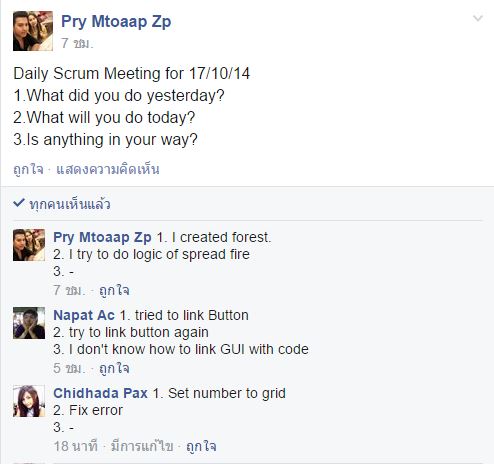 Pry Mtoaap Zp
7 ชม.
Daily Scrum Meeting for 17/10/14
1.What did you do yesterday?
2.What will you do today?
3.Is anything in your way?
ถูกใจ · แสดงความคิดเห็น
ทุกคนเห็นแล้ว
Pry Mtoaap Zp 1. I created forest.
2. I try to do logic of spread fire
3. -
7 ชม. · ถูกใจ
Napat Ac 1. tried to link Button
2. try to link button again
3. I don't know how to link GUI with code
5 ชม. · ถูกใจ
Chidhada Pax 1. Set number to grid
2. Fix error
3. -
18 นาที · มีการแก้ไข · ถูกใจ